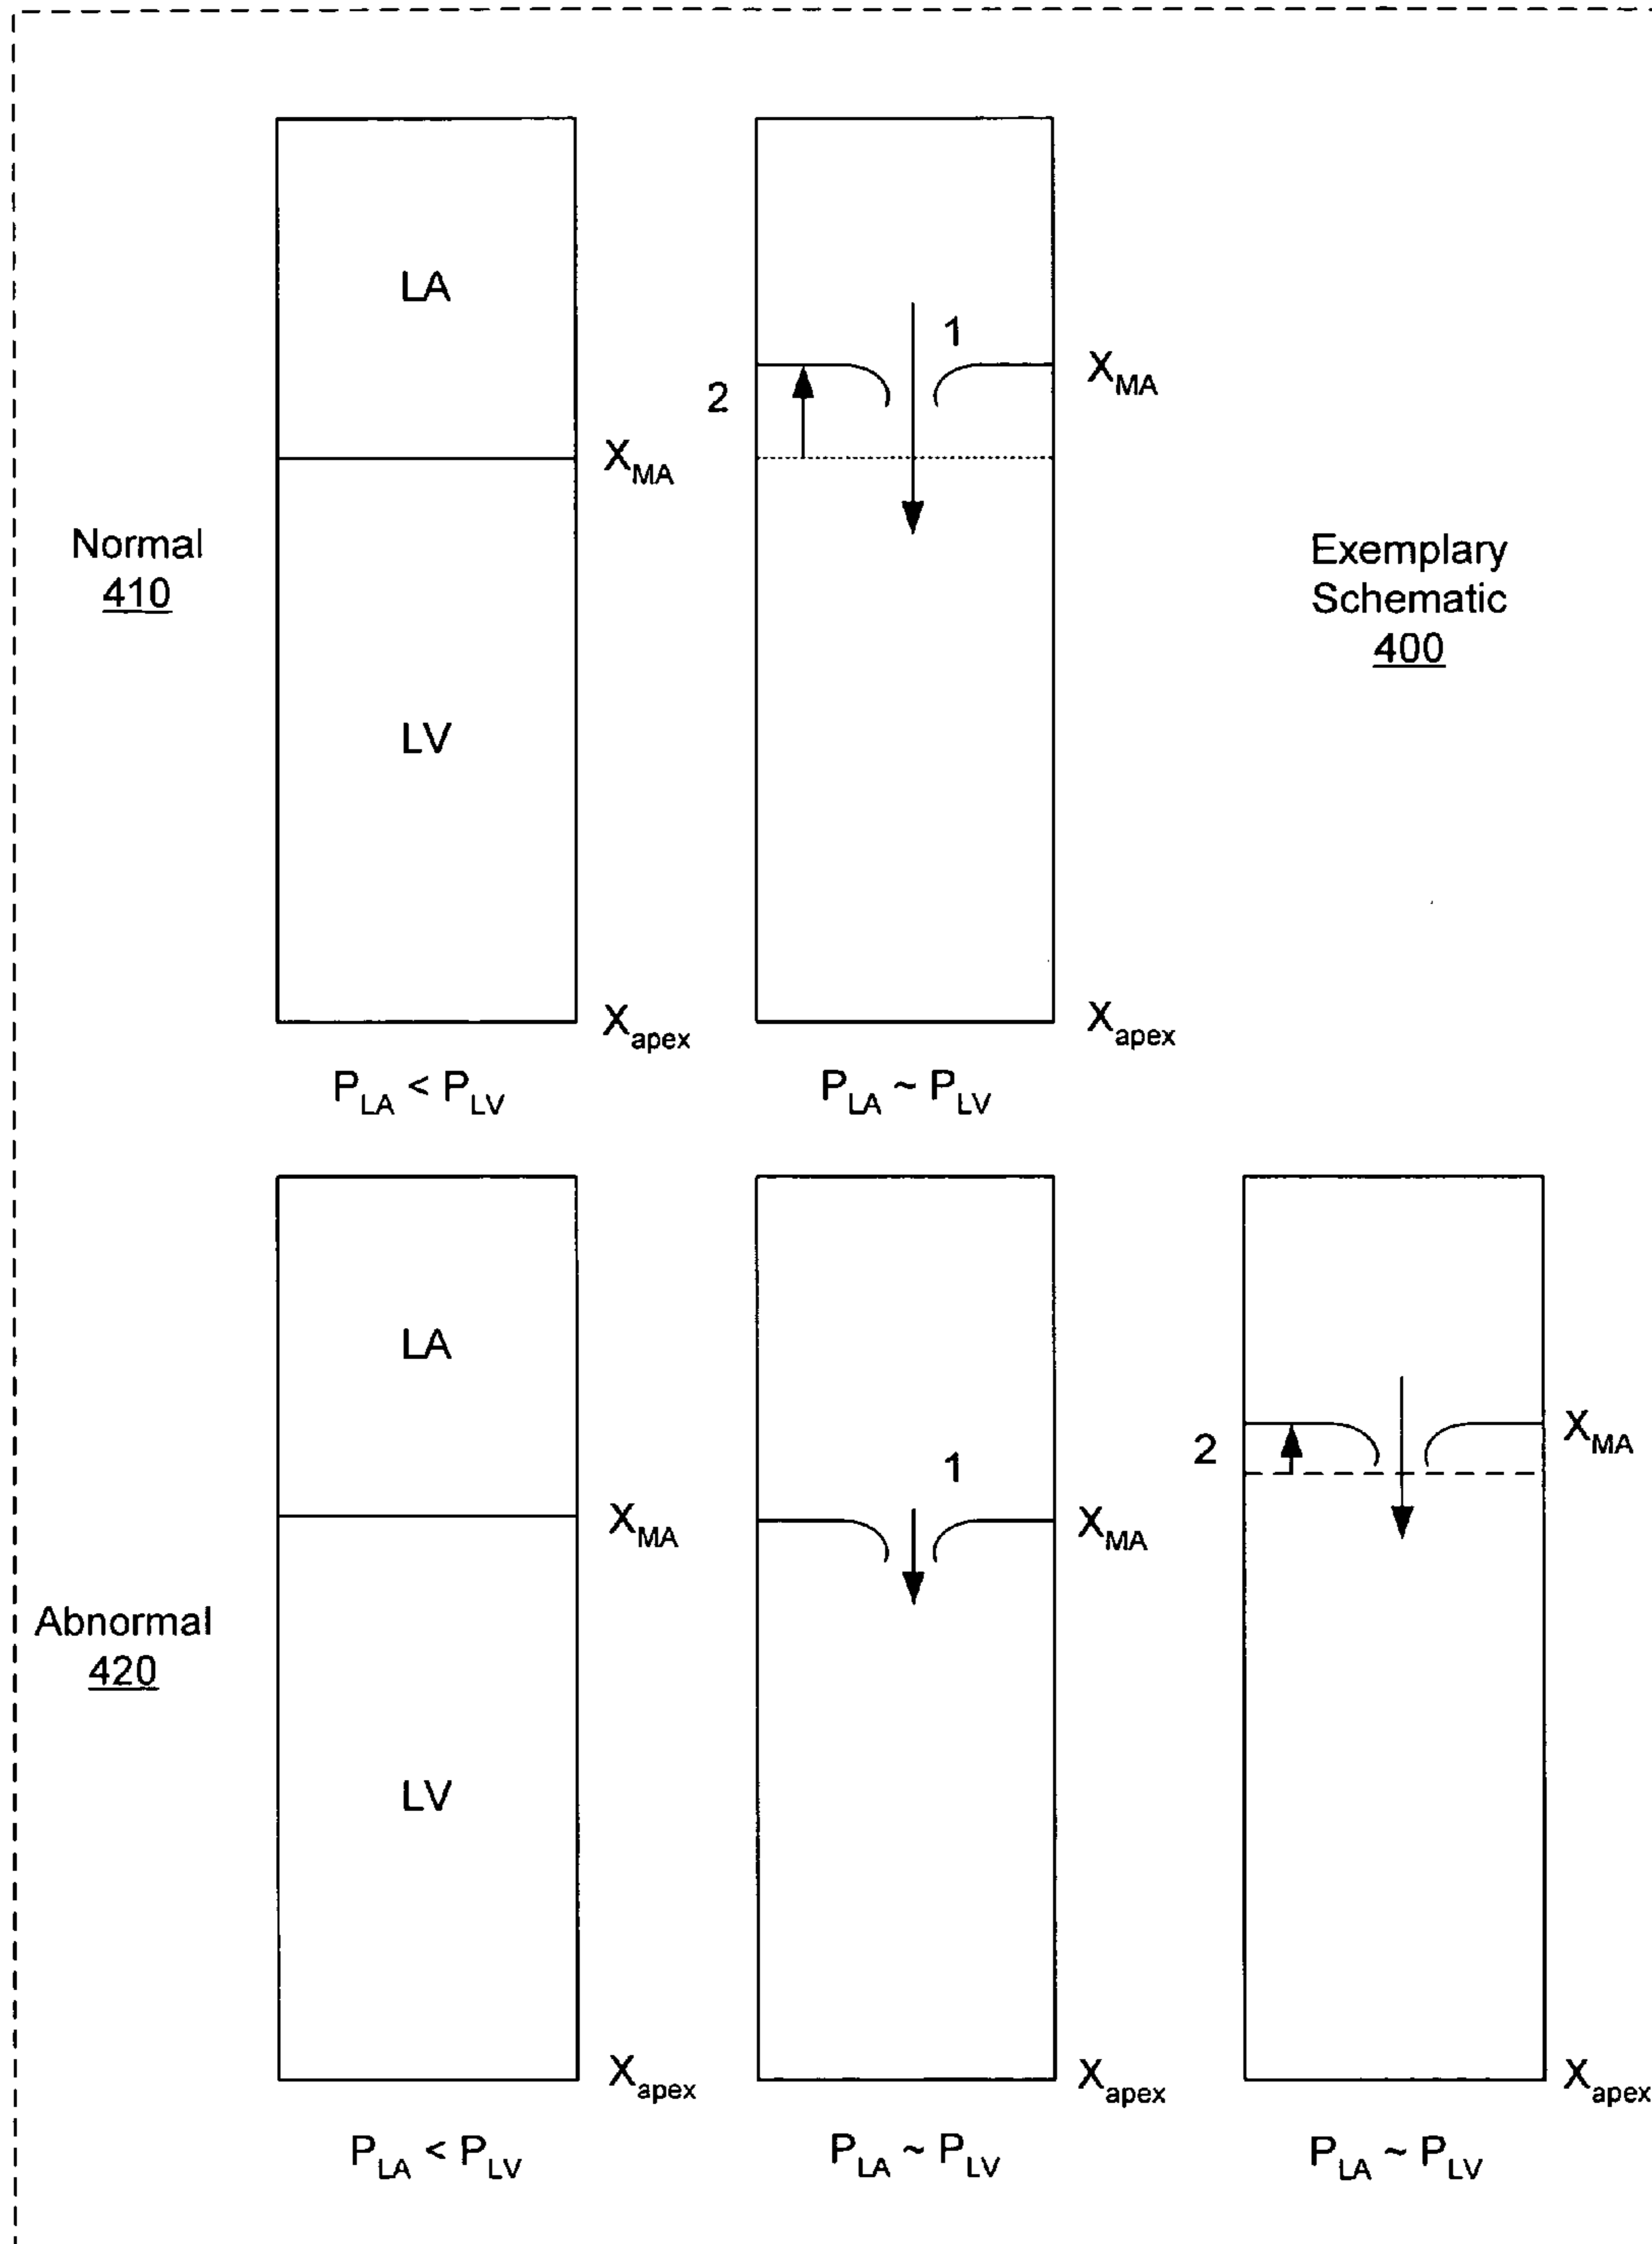 LA
1
X_MA
2
X_MA
Normal
410
Exemplary
Schematic
400
LV
X_apex
X_apex
P_LA < P_LV
P_LA ~ P_LV
LA
X_MA
2
1
X_MA
X_MA
Abnormal
420
LV
X_apex
X_apex
X_apex
P_LA < P_LV
P_LA ~ P_LV
P_LA ~ P_LV